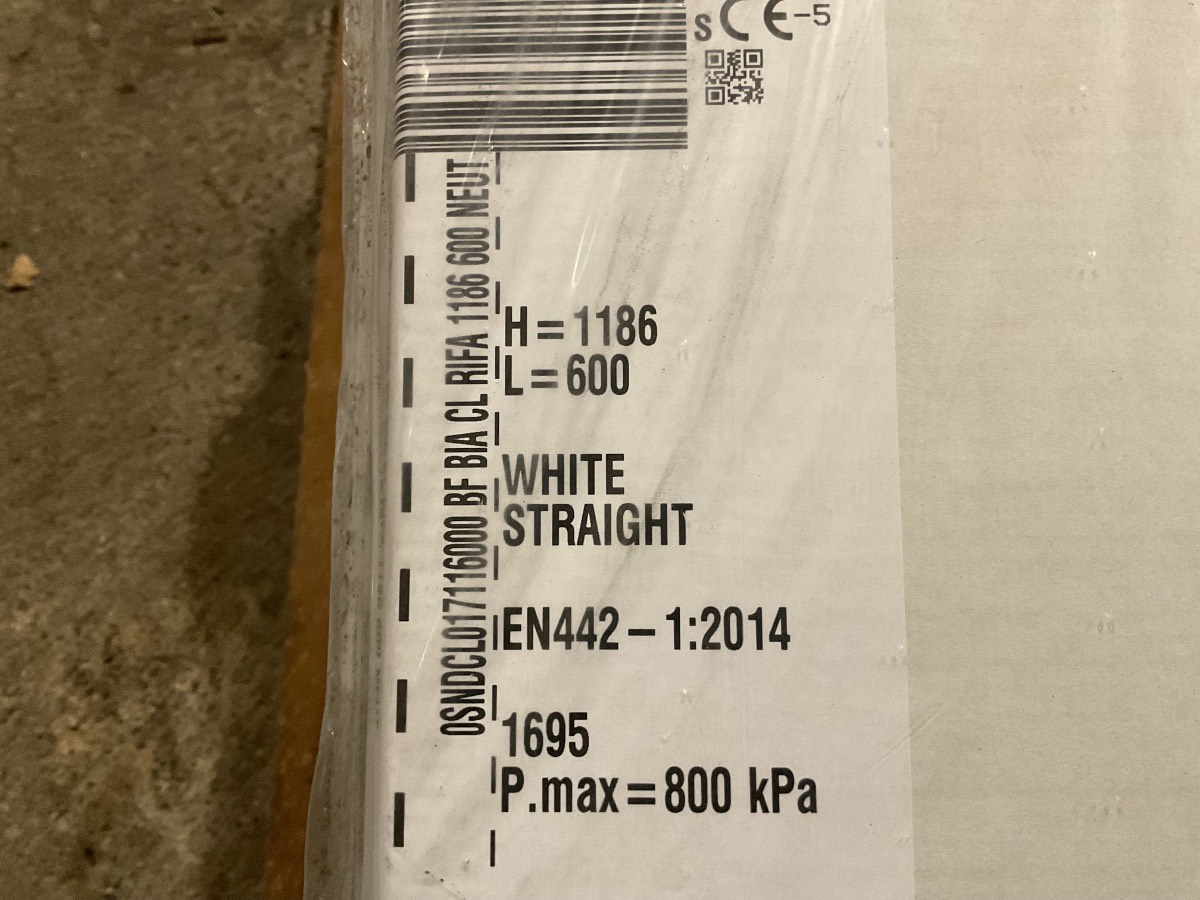 S CE-5
0SNDCL017116000 BF BIA CL RIFA 1186 600 NEUT
H=1186
L=600
WHITE
STRAIGHT
EN442-1:2014
1695
P.max=800 kPa